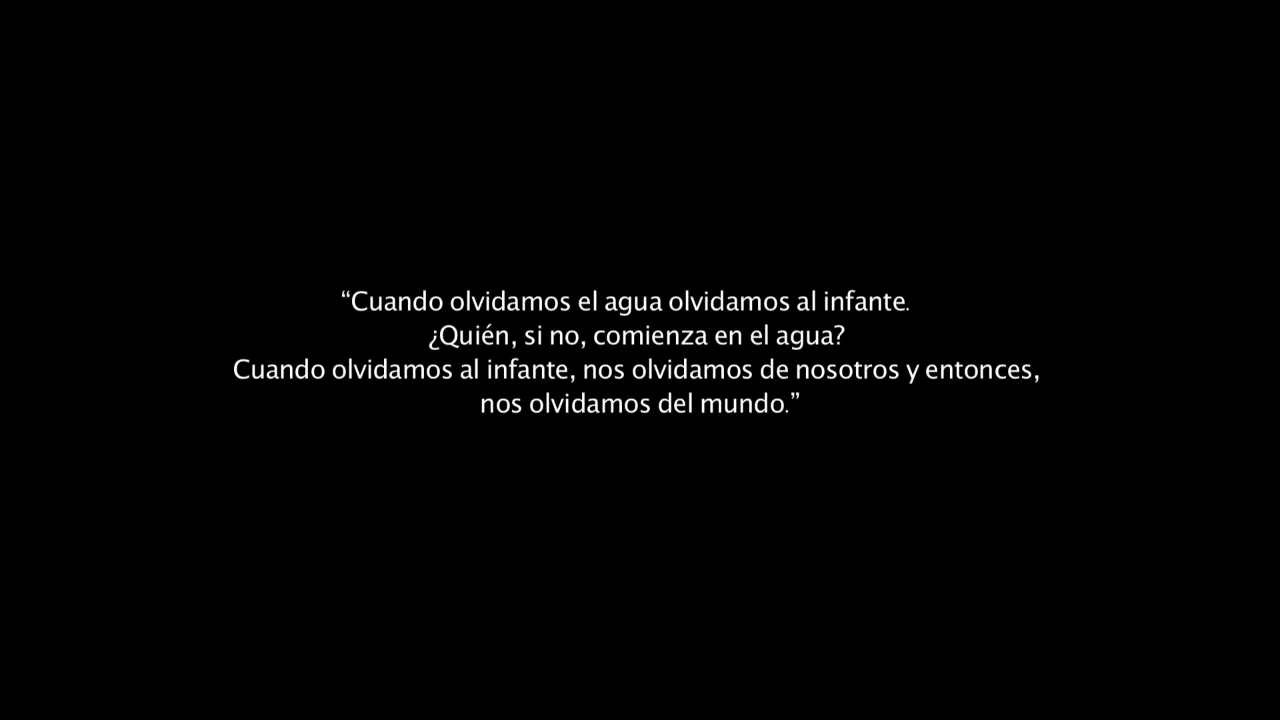 “Cuando olvidamos el agua olvidamos al infante.
¿Quién, si no, comienza en el agua?
Cuando olvidamos al infante, nos olvidamos de nosotros y entonces,
nos olvidamos del mundo.”